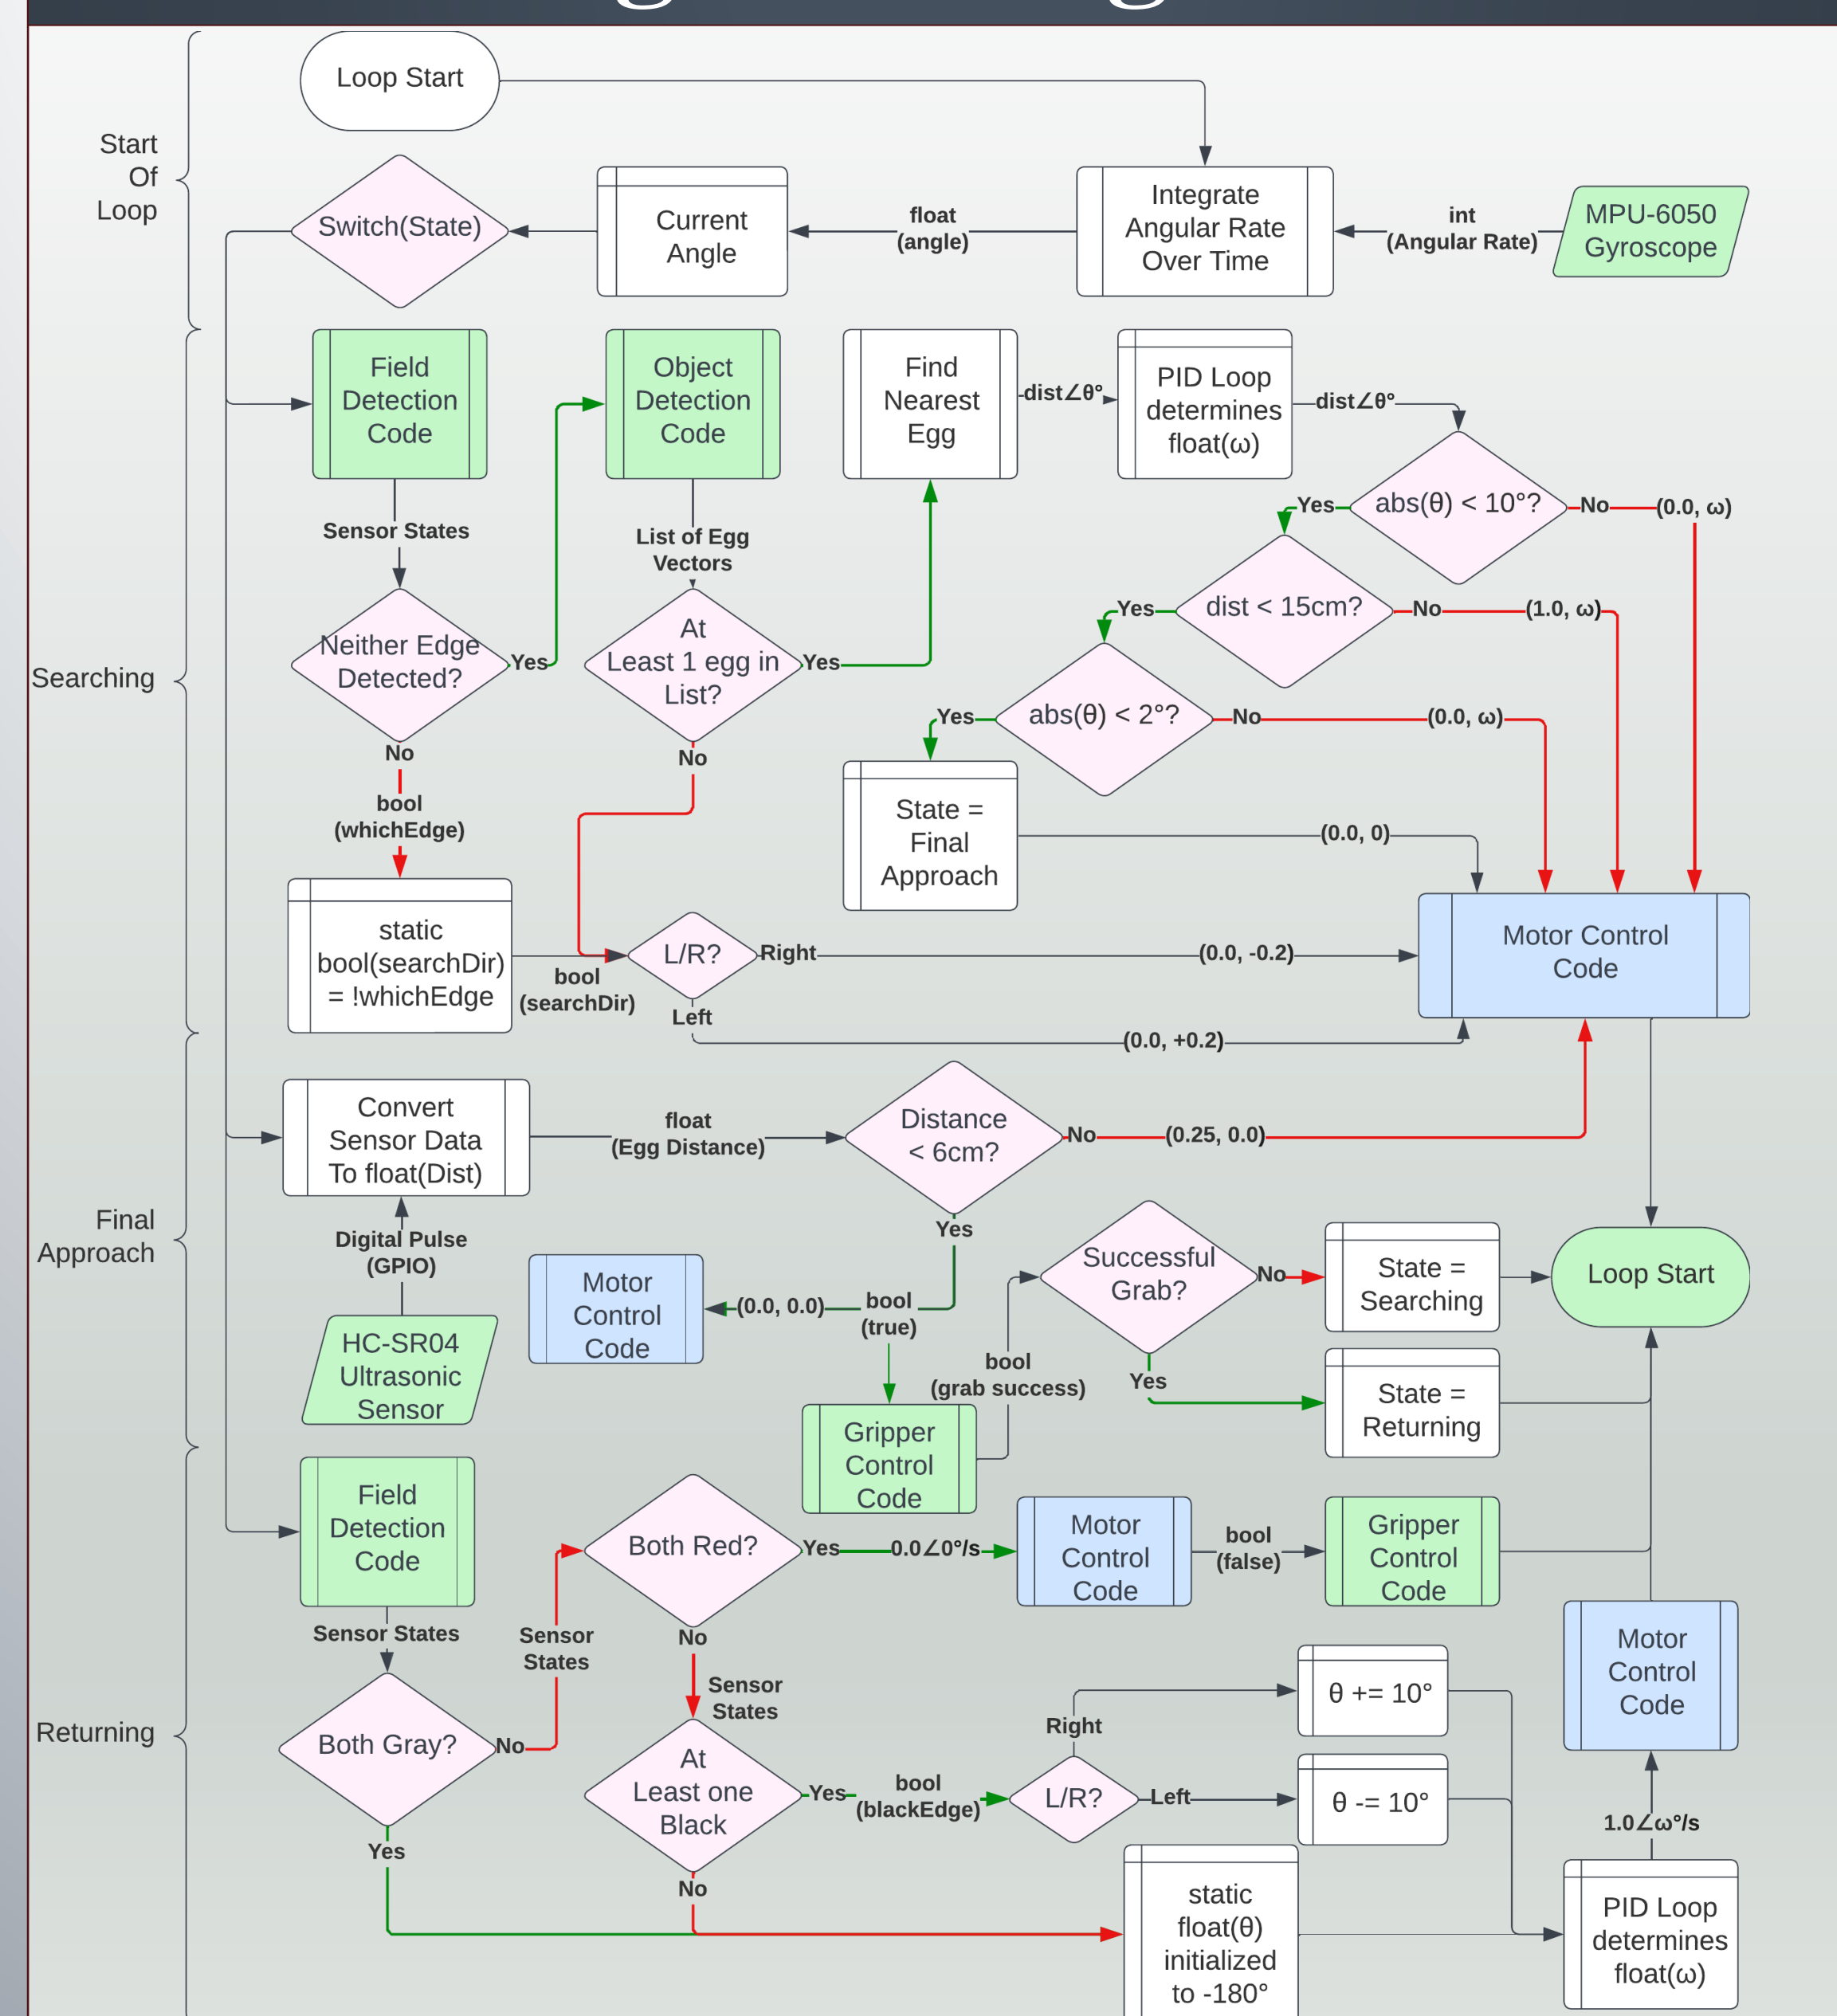 Loop Start
Start
Of
Loop
Switch(State)
Current
Angle
float
(angle)
Integrate
Angular Rate
Over Time
int
(Angular Rate)
MPU-6050
Gyroscope
Searching
Field
Detection
Code
Object
Detection
Code
Find
Nearest
Egg
dist∠θ°
PID Loop
determines
float(ω)
dist∠θ°
abs(θ) < 10°?
Yes
No
(0.0, ω)
Sensor States
List of Egg
Vectors
dist < 15cm?
Yes
No
(1.0, ω)
Neither Edge
Detected?
Yes
At
Least 1 egg in
List?
Yes
abs(θ) < 2°?
Yes
No
(0.0, ω)
No
No
bool
(whichEdge)
State =
Final
Approach
(0.0, 0)
static
bool(searchDir)
= !whichEdge
bool
(searchDir)
L/R?
Right
(0.0, -0.2)
Left
(0.0, +0.2)
Motor Control
Code
Final
Approach
Convert
Sensor Data
To float(Dist)
float
(Egg Distance)
Distance
< 6cm?
No
(0.25, 0.0)
Yes
Digital Pulse
(GPIO)
HC-SR04
Ultrasonic
Sensor
Motor
Control
Code
(0.0, 0.0)
bool
(true)
Gripper
Control
Code
bool
(grab success)
Successful
Grab?
No
State =
Searching
Loop Start
Yes
State =
Returning
Returning
Field
Detection
Code
Sensor States
Both Gray?
No
Sensor
States
Yes
Both Red?
Yes
0.0∠0°/s
Motor
Control
Code
bool
(false)
Gripper
Control
Code
No
Sensor
States
At
Least one
Black
Yes
bool
(blackEdge)
L/R?
Right
θ += 10°
Left
θ -= 10°
No
static
float(θ)
initialized
to -180°
PID Loop
determines
float(ω)
1.0∠ω°/s
Motor
Control
Code